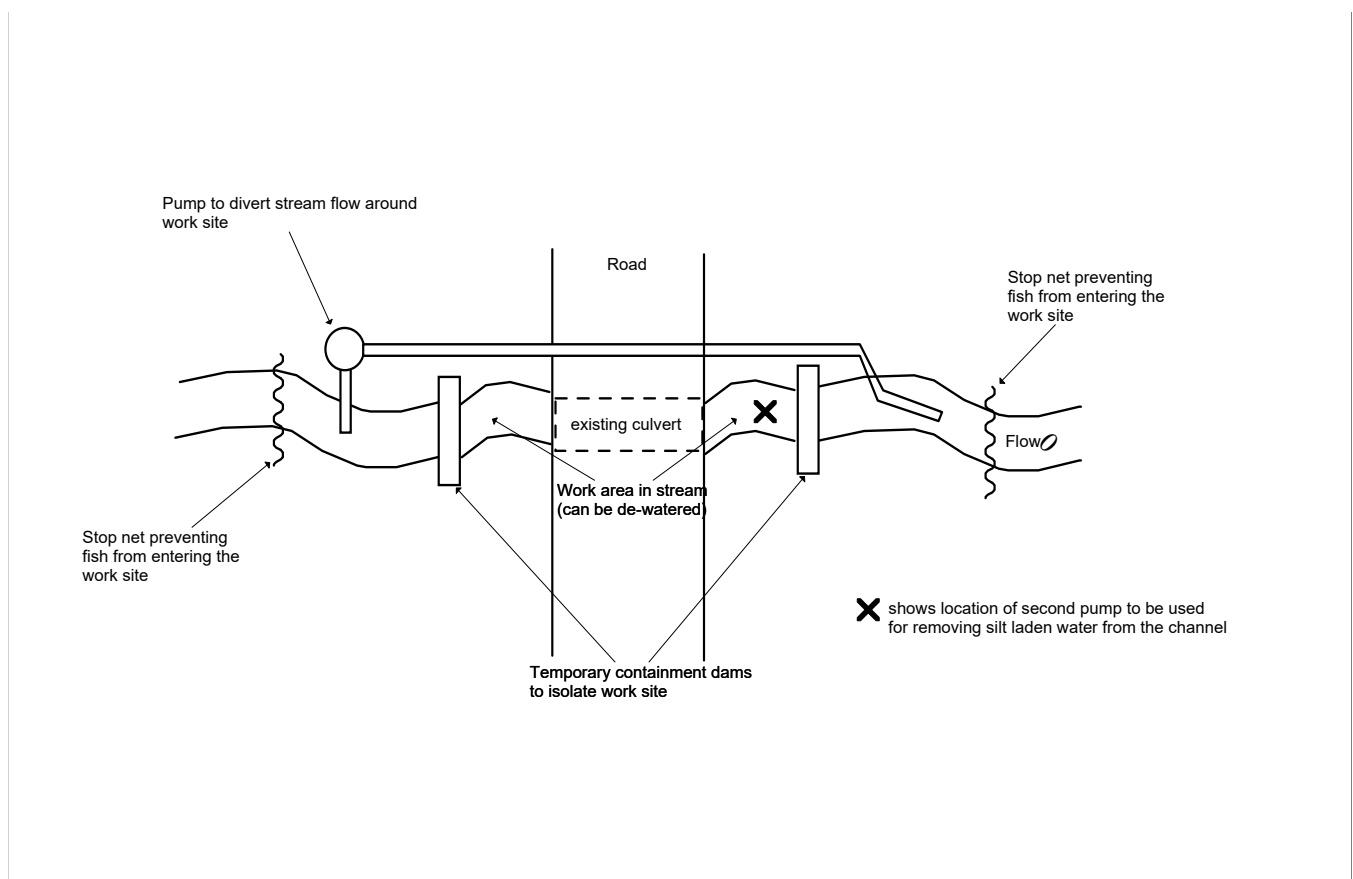 Pump to divert stream flow around
work site
Road
Stop net preventing
fish from entering the
work site
existing culvert
Flow
Work area in stream
(can be de-watered)
Stop net preventing
fish from entering the
work site
shows location of second pump to be used
for removing silt laden water from the channel
Temporary containment dams
to isolate work site